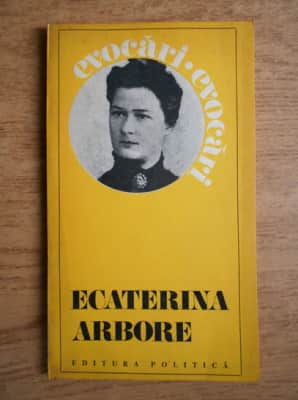 evocări · evocări
ECATERINA
ARBORE
EDITURA POLITICĂ